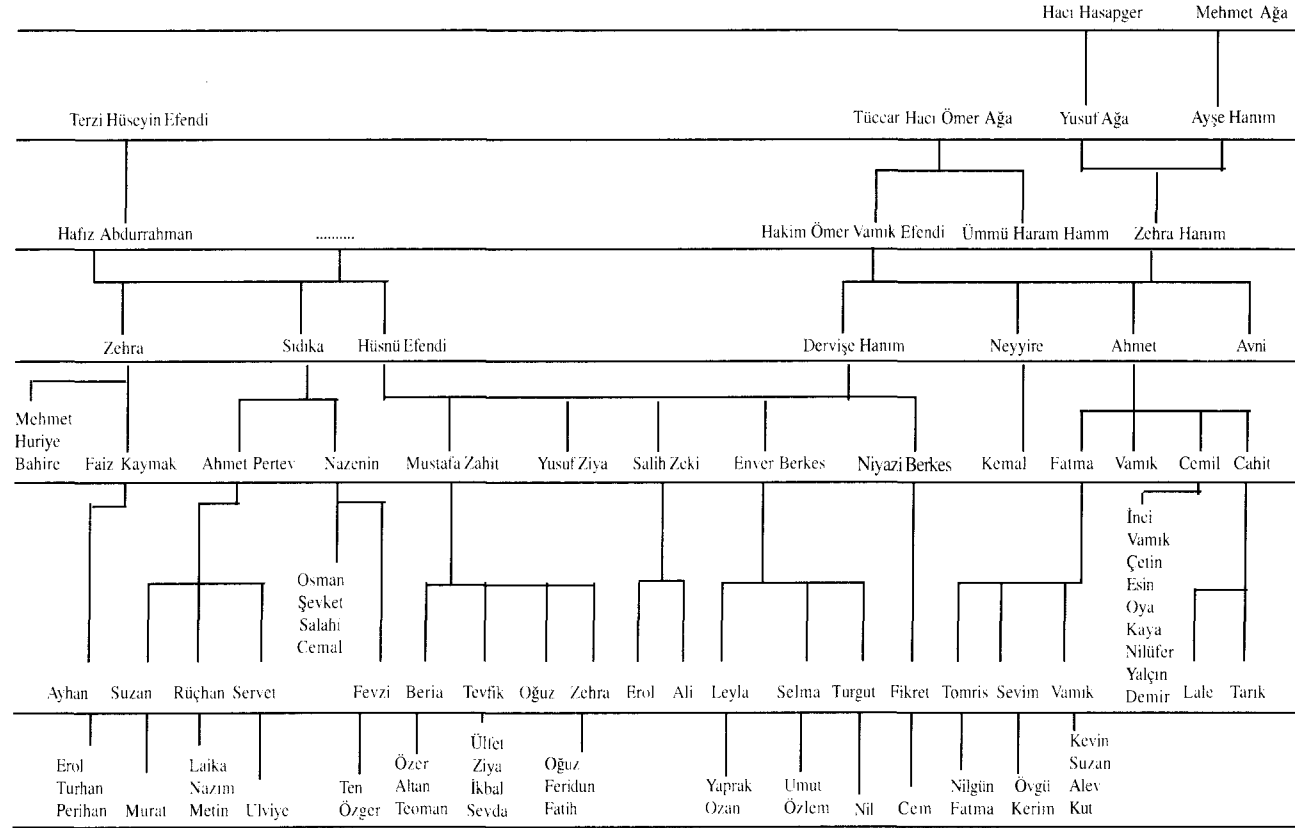 Hacı Hasapger Mehmet Ağa
Terzi Hüseyin Efendi Tüccar Hacı Ömer Ağa Yusuf Ağa Ayşe Hanım
Hafız Abdurrahman .......... Hakim Ömer Vamık Efendi Ümmü Haram Hamm Zehra Hanım
Zehra Sıdıka Hüsnü Efendi Dervişe Hanım Neyyire Ahmet Avni
Mehmet
Huriye
Bahire Faiz Kaymak Ahmet Pertev Nazenin Mustafa Zahit Yusuf Ziya Salih Zeki Enver Berkes Niyazi Berkes Kemal Fatma Vamık Cemil Cahit
İnci
Vamık
Çetin
Esin
Oya
Kaya
Nilüfer
Yalçın
Demir
Osman
Şevket
Salahi
Cemal
Ayhan Suzan Rüçhan Servet Fevzi Beria Tevfik Oğuz Zehra Erol Ali Leyla Selma Turgut Fikret Tomris Sevim Vamık Lale Tarık
Erol
Turhan
Perihan
Murat
Laika
Nazım
Metin
Ulviye
Ten
Özger
Özer
Altan
Teoman
Ülfet
Ziya
İkbal
Sevda
Oğuz
Feridun
Fatih
Yaprak
Ozan
Umut
Özlem
Nil
Cem
Nilgün
Fatma
Övgü
Kerim
Kevin
Suzan
Alev
Kut